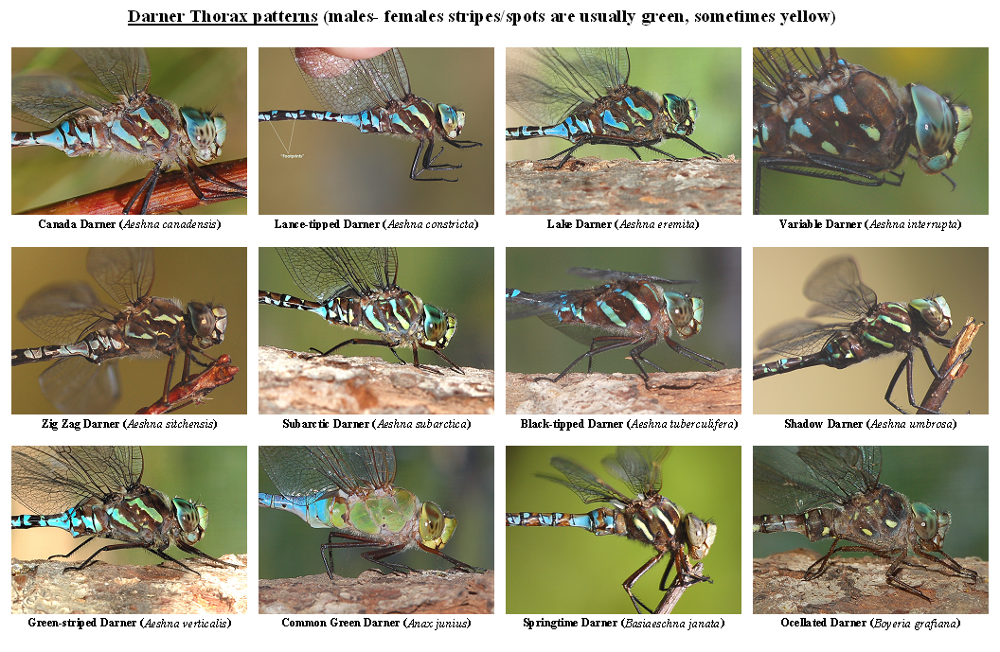 Darner Thorax patterns (males- females stripes/spots are usually green, sometimes yellow)
"Footprints"
Canada Darner (Aeshna canadensis)
Lance-tipped Darner (Aeshna constricta)
Lake Darner (Aeshna eremita)
Variable Darner (Aeshna interrupta)
Zig Zag Darner (Aeshna sitchensis)
Subarctic Darner (Aeshna subarctica)
Black-tipped Darner (Aeshna tuberculifera)
Shadow Darner (Aeshna umbrosa)
Green-striped Darner (Aeshna verticalis)
Common Green Darner (Anax junius)
Springtime Darner (Basiaeschna janata)
Ocellated Darner (Boyeria grafiana)